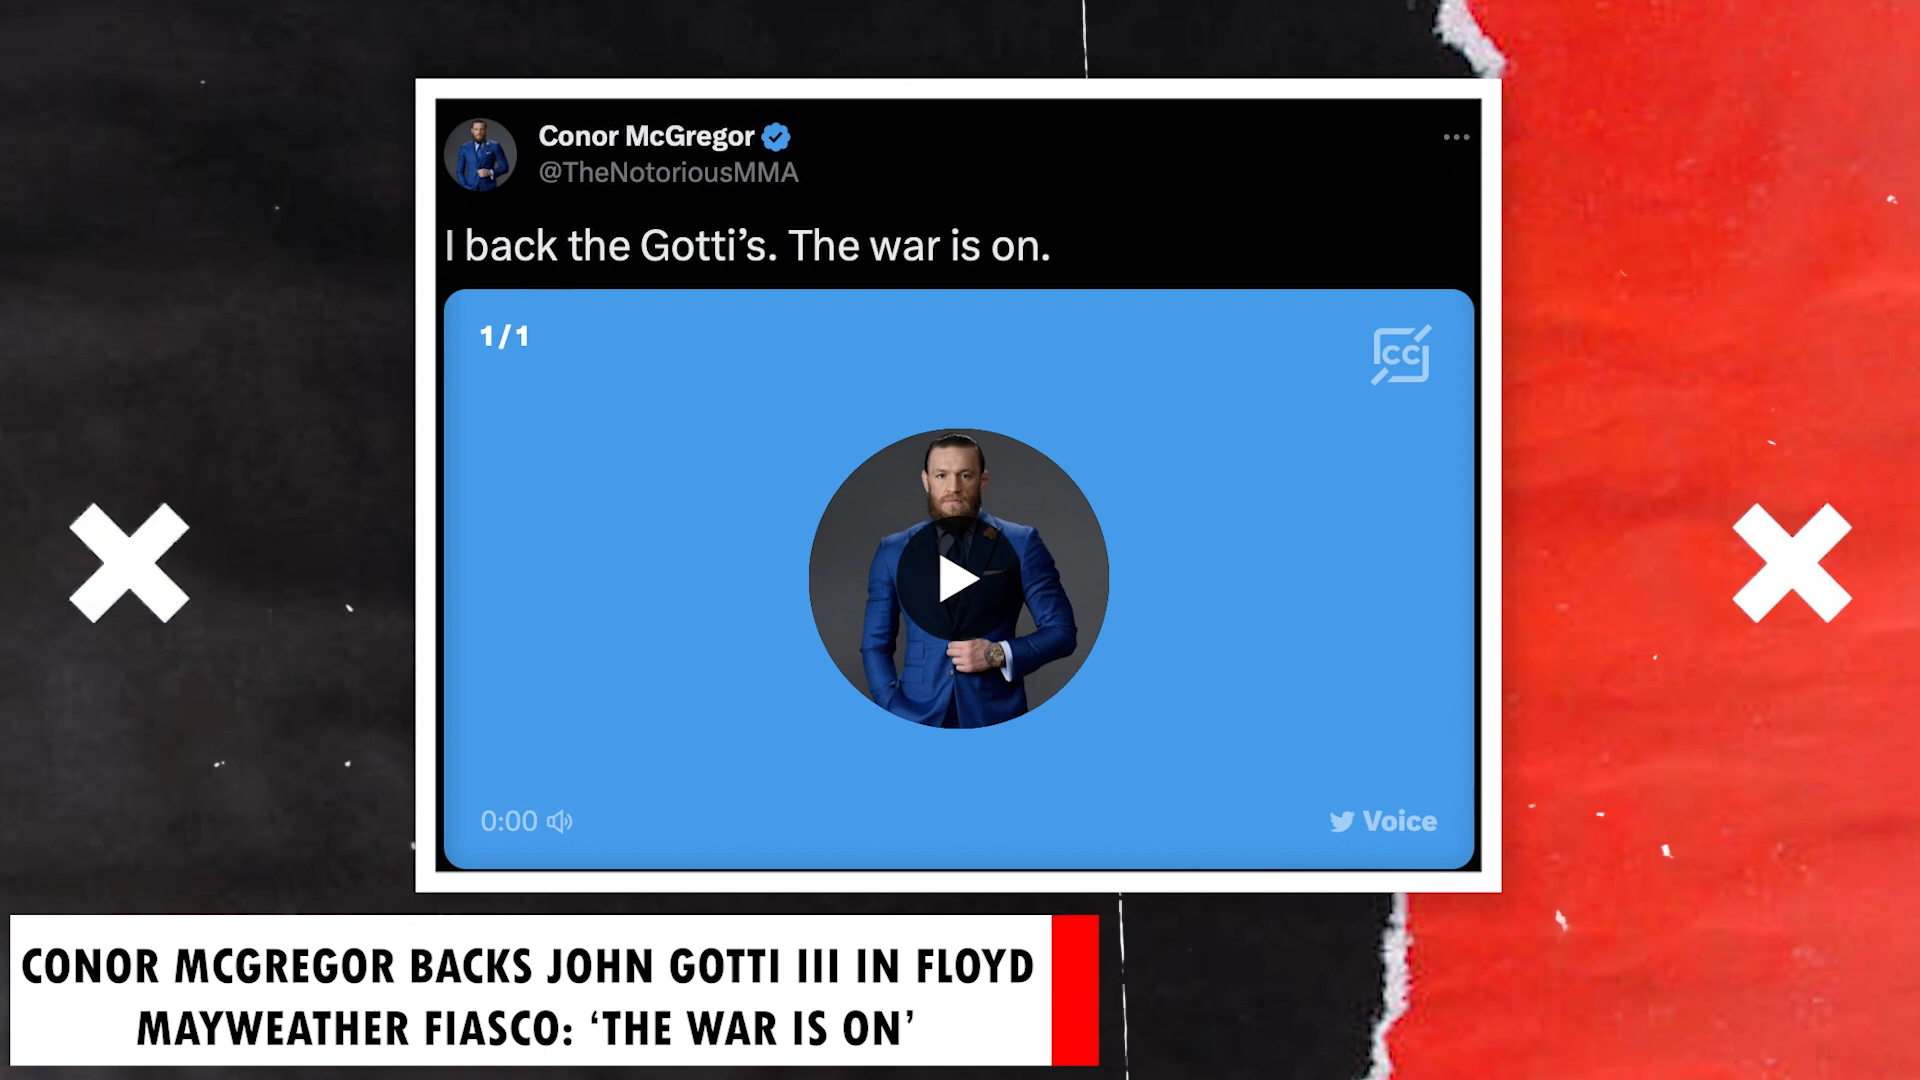 Conor McGregor
@TheNotoriousMMA
I back the Gotti’s. The war is on.
1/1
CC
0:00
Voice
CONOR MCGREGOR BACKS JOHN GOTTI III IN FLOYD
MAYWEATHER FIASCO: ‘THE WAR IS ON’